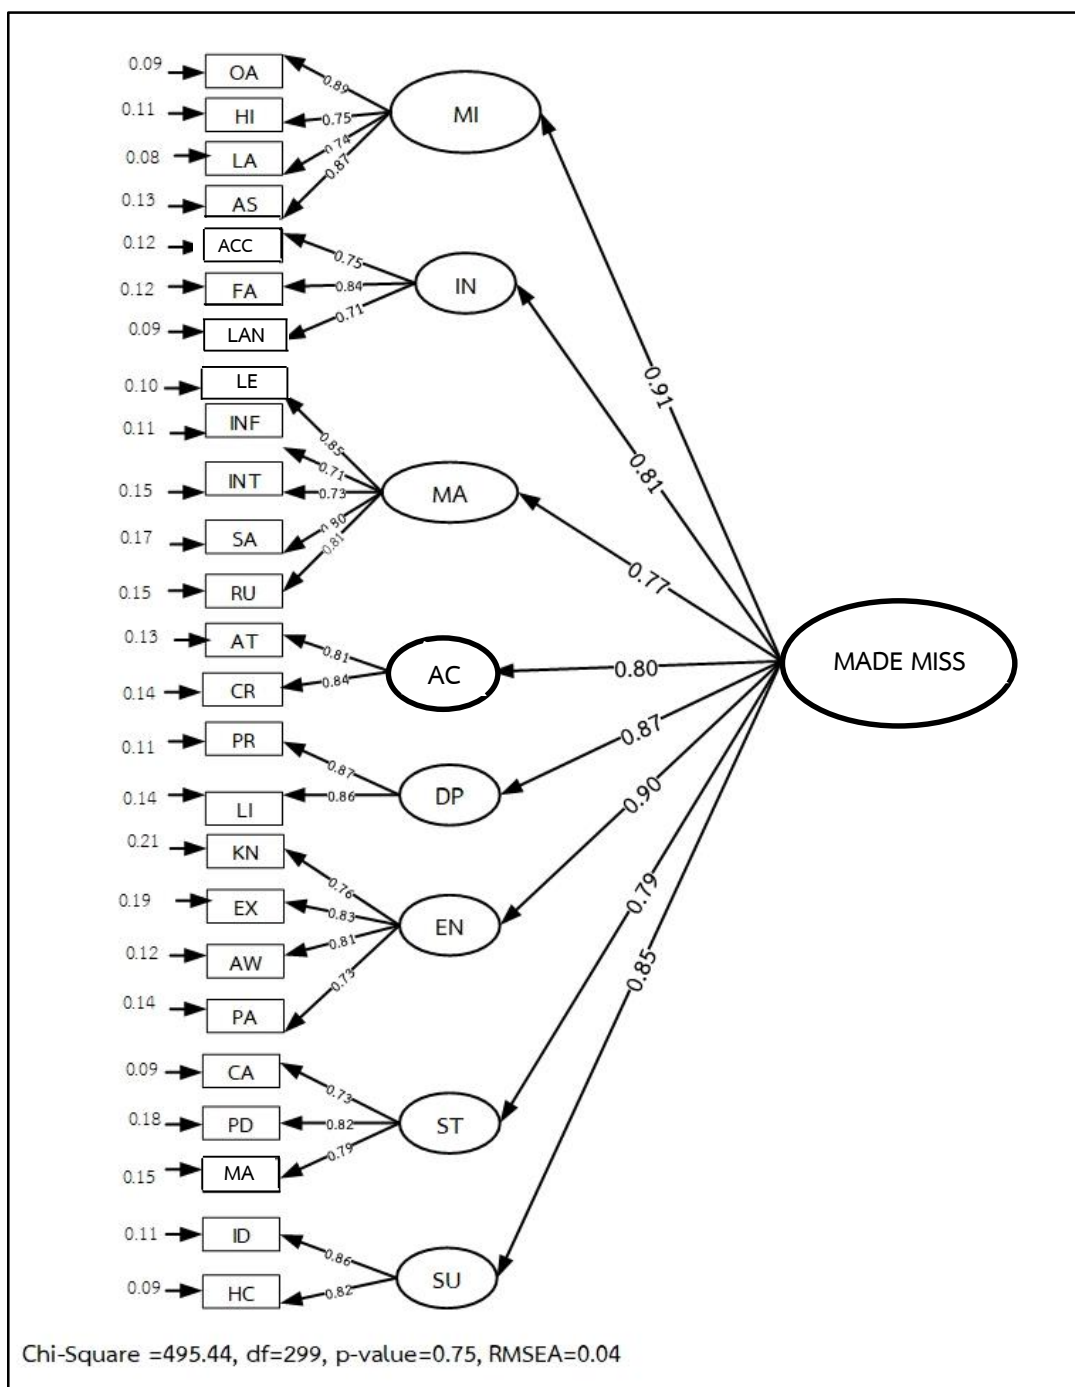 0.09 OA 0.89
0.11 HI 0.75 MI
0.08 LA 0.74
0.13 AS 0.87
0.12 ACC 0.75
0.12 FA 0.84 IN
0.09 LAN 0.71
0.10 LE 0.91
0.11 INF 0.85
0.71 0.81
0.15 INT 0.73 MA
0.17 SA 0.80
0.81
0.15 RU 0.77
0.13 AT 0.81
AC 0.80 MADE MISS
0.14 CR 0.84
0.11 PR 0.87
0.87
0.14 LI 0.86 DP 0.90
0.21 KN 0.76
0.19 EX 0.83 0.79
0.12 AW 0.81 EN
0.73 0.85
0.14 PA
0.09 CA 0.73
0.18 PD 0.82 ST
0.15 MA 0.79
0.11 ID 0.86
0.09 HC 0.82 SU
Chi-Square =495.44, df=299, p-value=0.75, RMSEA=0.04